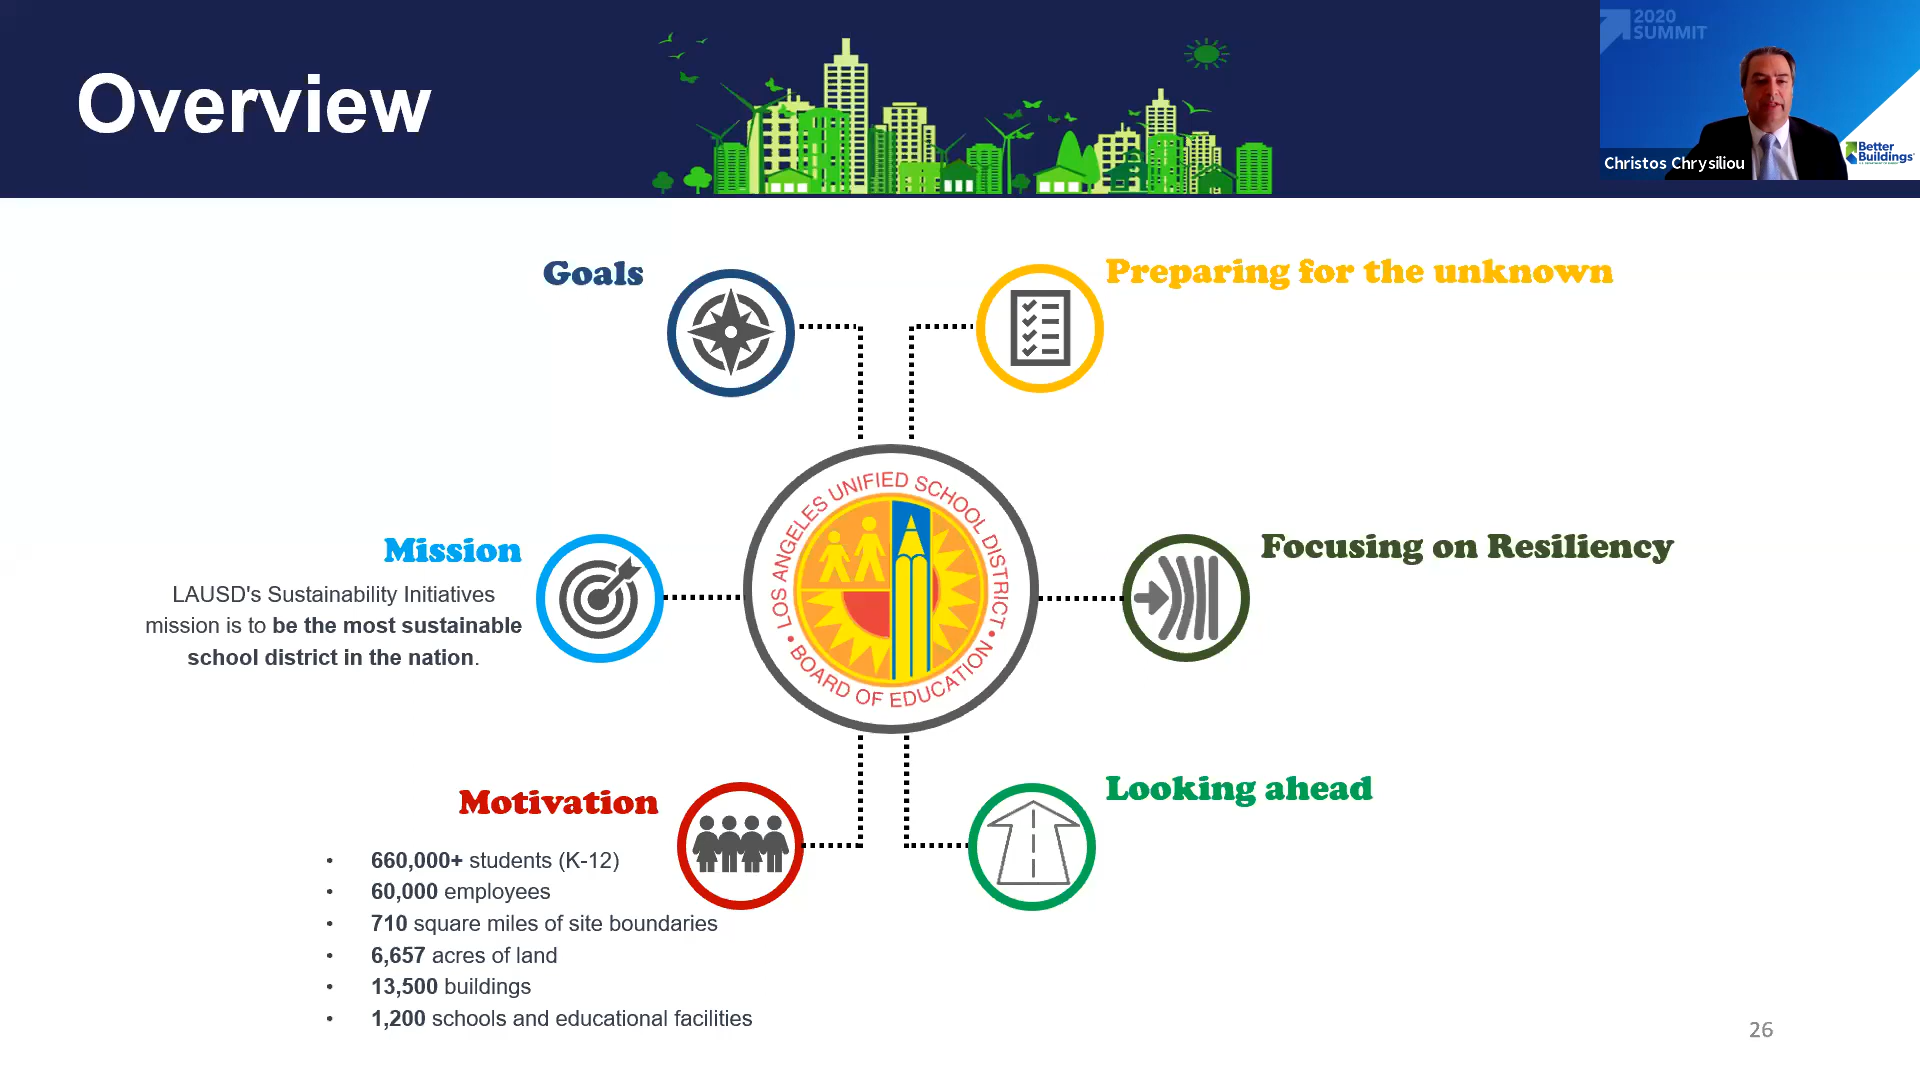 Overview
2020
SUMMIT
Christos Chrysiliou
Better
Buildings
Goals
Preparing for the unknown
LOS ANGELES UNIFIED SCHOOL DISTRICT
• BOARD OF EDUCATION •
Mission
LAUSD's Sustainability Initiatives
mission is to be the most sustainable
school district in the nation.
Focusing on Resiliency
Motivation
• 660,000+ students (K-12)
• 60,000 employees
• 710 square miles of site boundaries
• 6,657 acres of land
• 13,500 buildings
• 1,200 schools and educational facilities
Looking ahead
26